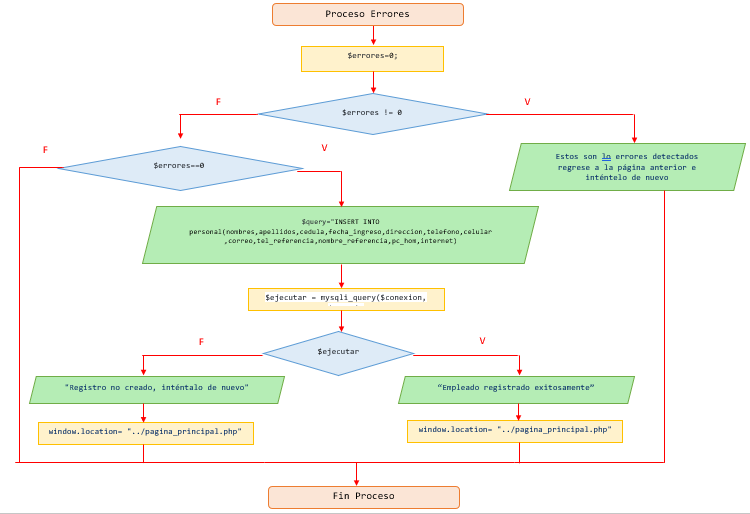 Proceso Errores
$errores=0;
F
$errores != 0
V
F
$errores==0
V
Estos son lo errores detectados
regrese a la página anterior e
inténtelo de nuevo
$query="INSERT INTO
personal(nombres,apellidos,cedula,fecha_ingreso,direccion,telefono,celular
,correo,tel_referencia,nombre_referencia,pc_hom,internet)
$ejecutar = mysqli_query($conexion,
F
$ejecutar
V
"Registro no creado, inténtalo de nuevo"
“Empleado registrado exitosamente”
window.location= "../pagina_principal.php"
window.location= "../pagina_principal.php"
Fin Proceso